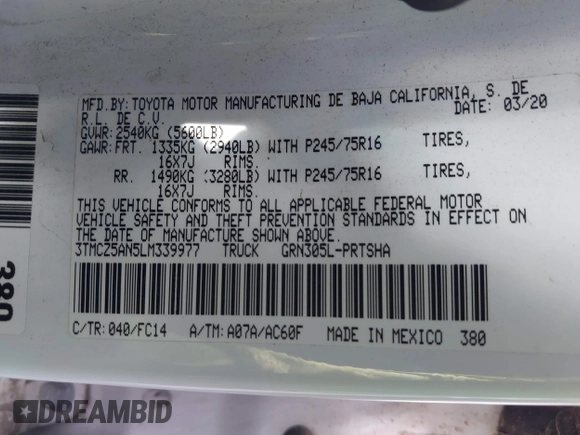 MFD.BY:TOYOTA MOTOR MANUFACTURING DE BAJA CALIFORNIA, S. DE
R.L. DE C.V. DATE: 03/20
GVWR:2540KG (5600LB)
GAWR:FRT. 1335KG (2940LB) WITH P245/75R16 TIRES,
16X7J RIMS.
RR. 1490KG (3280LB) WITH P245/75R16 TIRES,
16X7J RIMS.
THIS VEHICLE CONFORMS TO ALL APPLICABLE FEDERAL MOTOR
VEHICLE SAFETY AND THEFT PREVENTION STANDARDS IN EFFECT ON
THE DATE OF MANUFACTURE SHOWN ABOVE.
3TMCZ5AN5LM339977 TRUCK GRN305L-PRTSHA
C/TR:040/FC14 A/TM:A07A/AC60F MADE IN MEXICO 380
380
DREAMBID